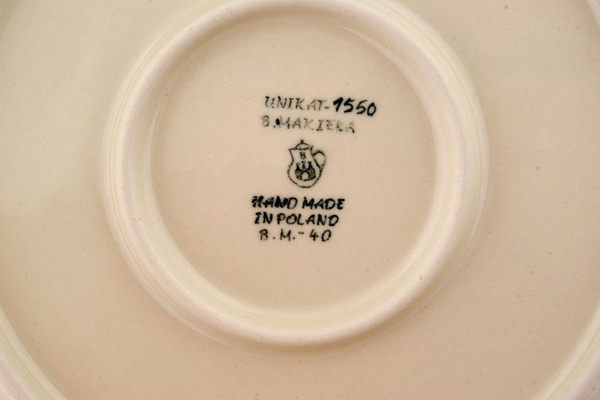 UNIKAT-1550
B.MAKIEŁA
HAND MADE
IN POLAND
B.M.-40